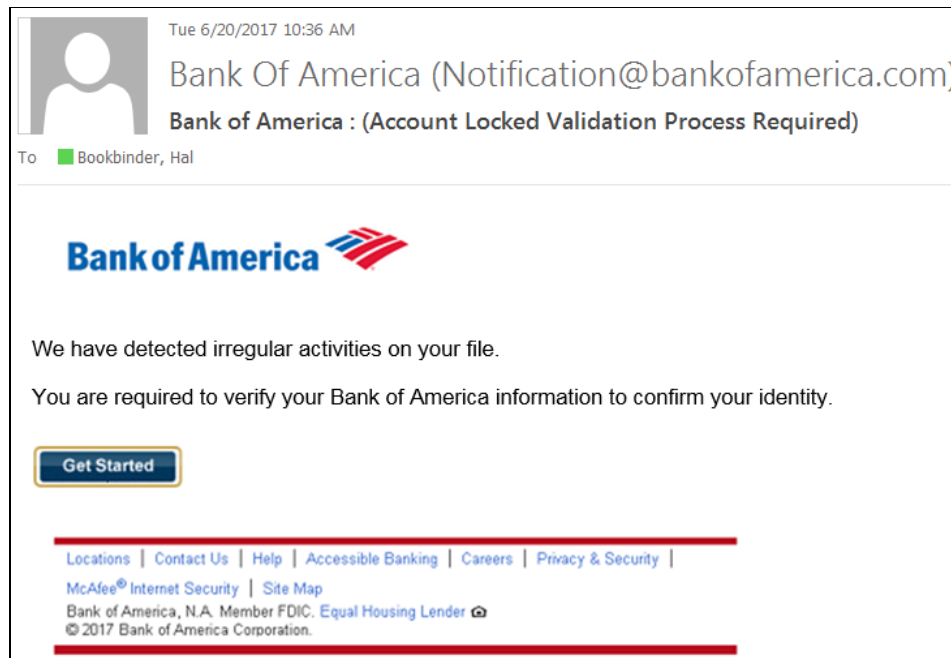 Tue 6/20/2017 10:36 AM
Bank Of America (Notification@bankofamerica.com)
Bank of America : (Account Locked Validation Process Required)
To Bookbinder, Hal
Bank of America
We have detected irregular activities on your file.
You are required to verify your Bank of America information to confirm your identity.
Get Started
Locations | Contact Us | Help | Accessible Banking | Careers | Privacy & Security |
McAfee® Internet Security | Site Map
Bank of America, N.A. Member FDIC. Equal Housing Lender
© 2017 Bank of America Corporation.